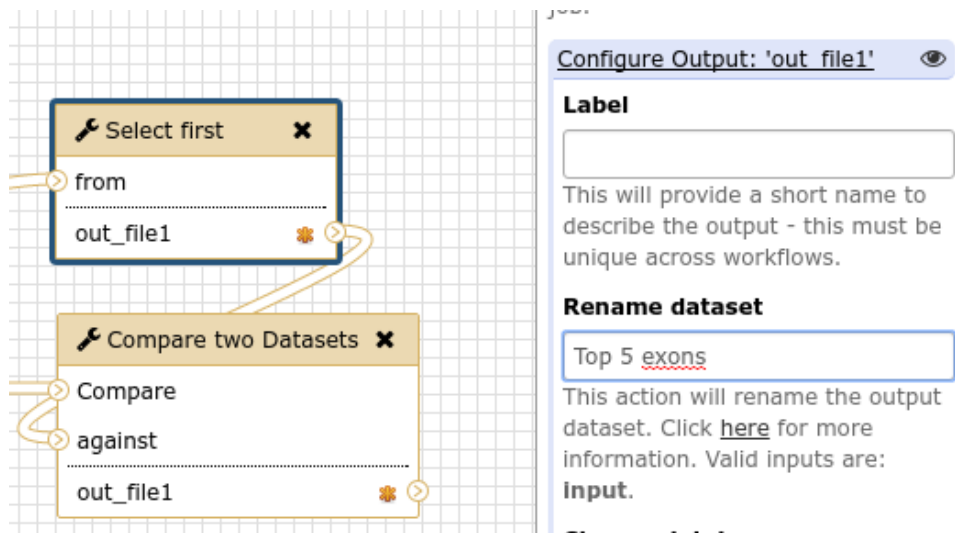 job.
Configure Output: 'out_file1'
Label
This will provide a short name to
describe the output - this must be
unique across workflows.
Rename dataset
Top 5 exons
This action will rename the output
dataset. Click here for more
information. Valid inputs are:
input.
Select first
from
out_file1
Compare two Datasets
Compare
against
out_file1